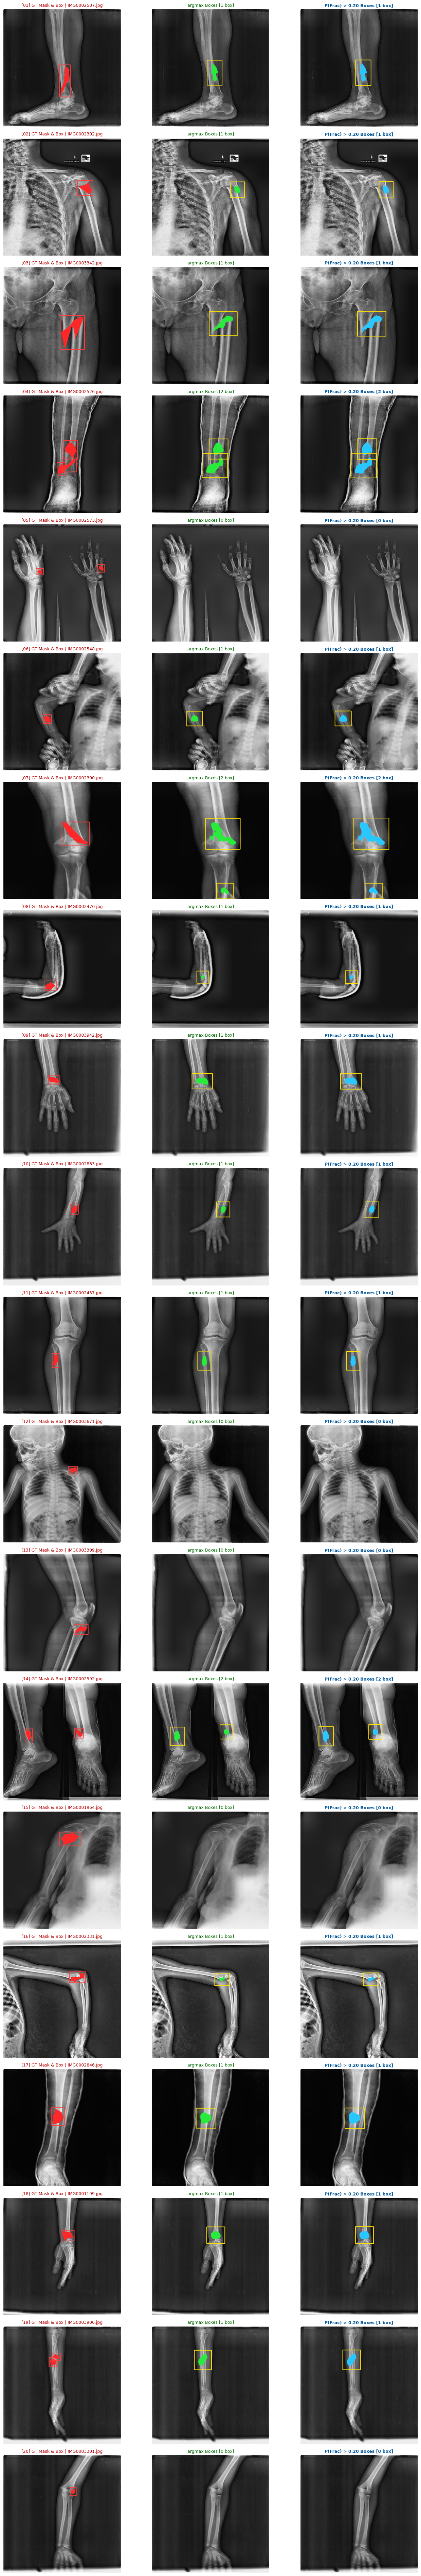 [01] GT Mask & Box | IMG0002507.jpg argmax Boxes [1 box] P(Frac) > 0.20 Boxes [1 box]
[02] GT Mask & Box | IMG0002302.jpg argmax Boxes [1 box] P(Frac) > 0.20 Boxes [1 box]
[03] GT Mask & Box | IMG0003342.jpg argmax Boxes [1 box] P(Frac) > 0.20 Boxes [1 box]
[04] GT Mask & Box | IMG0002526.jpg argmax Boxes [2 box] P(Frac) > 0.20 Boxes [2 box]
[05] GT Mask & Box | IMG0002573.jpg argmax Boxes [0 box] P(Frac) > 0.20 Boxes [0 box]
[06] GT Mask & Box | IMG0002548.jpg argmax Boxes [1 box] P(Frac) > 0.20 Boxes [1 box]
[07] GT Mask & Box | IMG0002390.jpg argmax Boxes [2 box] P(Frac) > 0.20 Boxes [2 box]
[08] GT Mask & Box | IMG0002470.jpg argmax Boxes [1 box] P(Frac) > 0.20 Boxes [1 box]
[09] GT Mask & Box | IMG0003942.jpg argmax Boxes [1 box] P(Frac) > 0.20 Boxes [1 box]
[10] GT Mask & Box | IMG0002833.jpg argmax Boxes [1 box] P(Frac) > 0.20 Boxes [1 box]
[11] GT Mask & Box | IMG0002437.jpg argmax Boxes [1 box] P(Frac) > 0.20 Boxes [1 box]
[12] GT Mask & Box | IMG0003671.jpg argmax Boxes [0 box] P(Frac) > 0.20 Boxes [0 box]
[13] GT Mask & Box | IMG0003309.jpg argmax Boxes [0 box] P(Frac) > 0.20 Boxes [0 box]
[14] GT Mask & Box | IMG0002592.jpg argmax Boxes [2 box] P(Frac) > 0.20 Boxes [2 box]
[15] GT Mask & Box | IMG0001964.jpg argmax Boxes [0 box] P(Frac) > 0.20 Boxes [0 box]
[16] GT Mask & Box | IMG0002331.jpg argmax Boxes [1 box] P(Frac) > 0.20 Boxes [1 box]
[17] GT Mask & Box | IMG0002846.jpg argmax Boxes [1 box] P(Frac) > 0.20 Boxes [1 box]
[18] GT Mask & Box | IMG0001199.jpg argmax Boxes [1 box] P(Frac) > 0.20 Boxes [1 box]
[19] GT Mask & Box | IMG0003906.jpg argmax Boxes [1 box] P(Frac) > 0.20 Boxes [1 box]
[20] GT Mask & Box | IMG0003301.jpg argmax Boxes [0 box] P(Frac) > 0.20 Boxes [0 box]